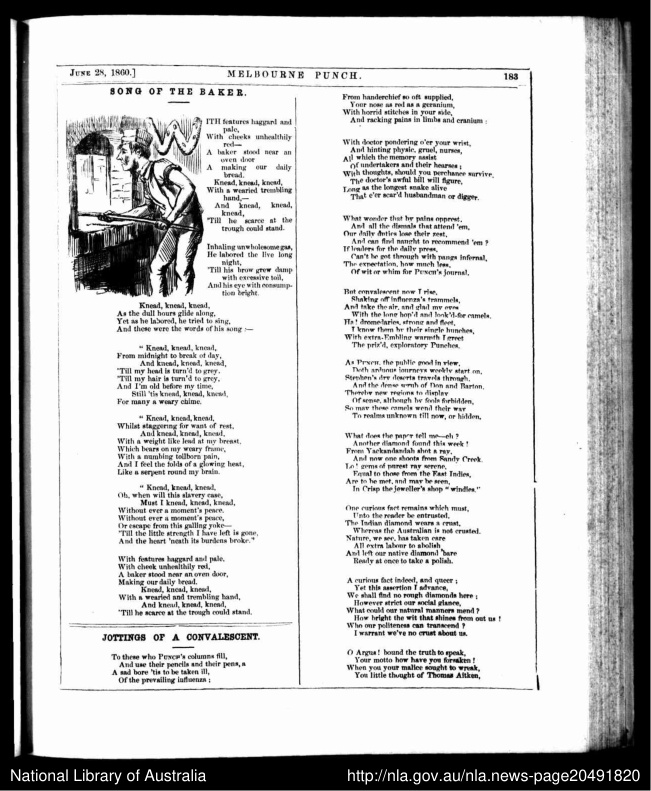 JUNE 28, 1860.]
MELBOURNE PUNCH.
183
SONG OF THE BAKER.
WITH features haggard and
pale,
With cheeks unhealthily
red—
A baker stood near an
oven door
A making our daily
bread.
Knead, knead, knead,
With a wearied trembling
hand,—
And knead, knead,
knead,
'Till he scarce at the
trough could stand.
Inhaling unwholesome gas,
He labored the live long
night,
'Till his brow grew damp
with excessive toil,
And his eye with consump-
tion bright.
Knead, knead, knead,
As the dull hours glide along,
Yet as he labored, he tried to sing,
And these were the words of his song :—
" Knead, knead, knead,
From midnight to break of day,
And knead, knead, knead,
'Till my head is turn'd to grey.
'Till my hair is turn'd to grey,
And I'm old before my time,
Still 'tis knead, knead, knead,
For many a weary chime.
" Knead, knead, knead,
Whilst staggering for want of rest,
And knead, knead, knead,
With a weight like lead at my breast,
Which bears on my weary frame,
With a numbing tollborn pain,
And I feel the folds of a glowing heat,
Like a serpent round my brain.
" Knead, knead, knead,
Oh, when will this slavery case,
Must I knead, knead, knead,
Without ever a moment's peace,
Without ever a moment's peace,
Or escape from this galling yoke—
'Till the little strength I have left is gone,
And the heart 'neath its burdens broke."
With features haggard and pale,
With cheek unhealthily red,
A baker stood near an oven door,
Making our daily bread.
Knead, knead, knead,
With a wearied and trembling hand,
And knead, knead, knead,
'Till he scarce at the trough could stand.
JOTTINGS OF A CONVALESCENT.
To these who PUNCH'S columns fill,
And use their pencils and their pens, a
A sad bore 'tis to be taken ill,
Of the prevailing influenza ;
From handerchief so oft supplied,
Your nose as red as a geranium,
With horrid stitches in your side,
And racking pains in limbs and cranium :
With doctor pondering o'er your wrist,
And hinting physic, gruel, nurses,
All which the memory assist
Of undertakers and their hearses ;
With thoughts, should you perchance survive,
The doctor's awful bill will figure,
Long as the longest snake alive
That e'er scar'd husbandman or digger.
What wonder that by pains opprest,
And all the dismals that attend 'em,
Our daily duties lose their zest,
And can find naught to recommend 'em ?
If leaders for the daily press,
Can't be got through with pangs infernal,
The expectation, how much less,
Of wit or whim for PUNCH'S journal.
But convalescent now I rise,
Shaking off influenza's trammels,
And take the air, and glad my eyes
With the long hop'd and look'd-for camels,
Ha! dromedaries, strong and fleet,
I know them by their single hunches,
With extra-Embling warmth I greet
The priz'd, exploratory Punches.
As PUNCH, the public good in view,
Doth arduous journeys weekly start on,
Stephen's dry deserts travels through,
And the dense scrub of Don and Barton,
Thereby new regions to display
Of sense, although by fools forbidden,
So may these camels wend their way
To realms unknown till now, or hidden.
What does the paper tell me—eh ?
Another diamond found this week !
From Yackandandah shot a ray,
And now one shoots from Sandy Creek.
Lo ! gems of purest ray serene,
Equal to those from the East Indies,
Are to be met, and may be seen,
In Crisp the jeweller's shop " windies."
One curious fact remains which must,
Unto the reader be entrusted,
The Indian diamond wears a crust,
Whereas the Australian is not crusted.
Nature, we see, has taken care
All extra labour to abolish
And left our native diamond 'bare
Ready at once to take a polish.
A curious fact indeed, and queer ;
Yet this assertion I advance,
We shall find no rough diamonds here ;
However strict our social glance,
What could our natural manners mend ?
How bright the wit that shines from out us !
Who our politeness can transcend ?
I warrant we've no crust about us.
O Argus! bound the truth to speak,
Your motto how have you forsaken !
When you your malice sought to wreak,
You little thought of Thomas Aitken,
National Library of Australia
http://nla.gov.au/nla.news-page20491820